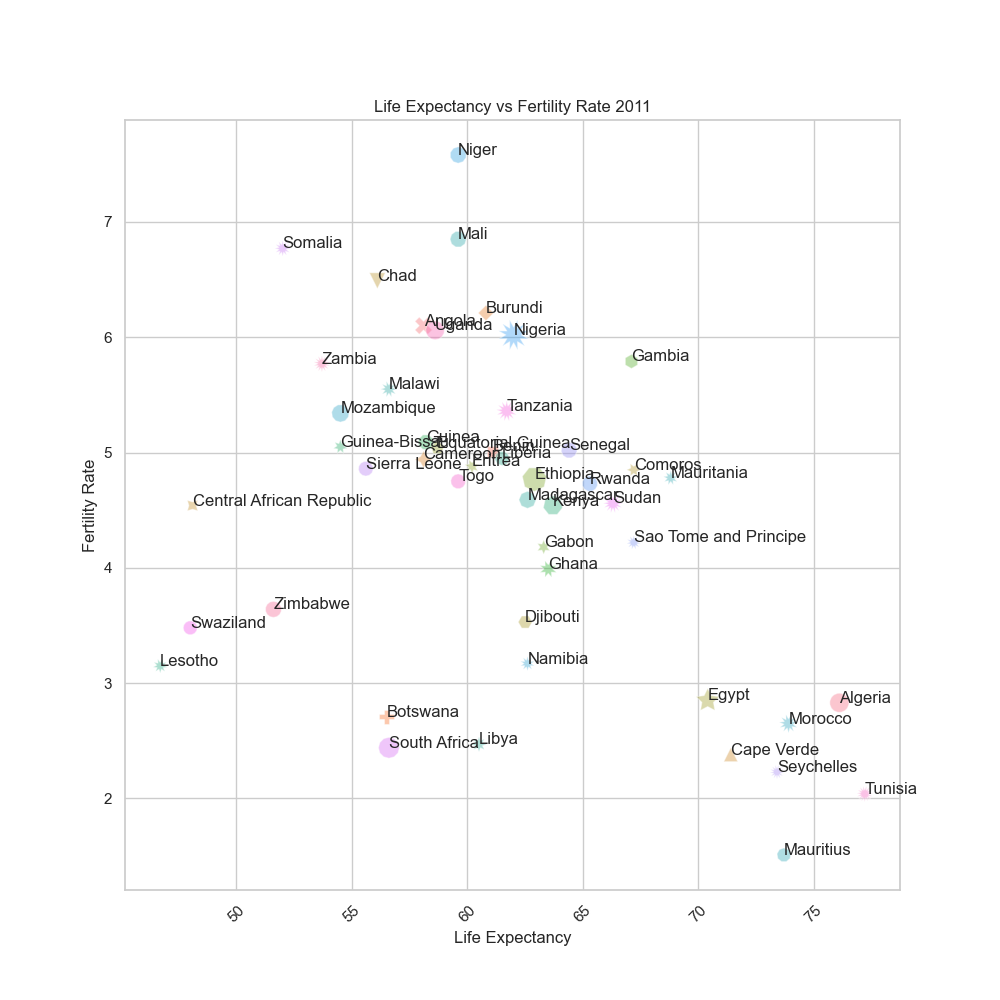 Life Expectancy vs Fertility Rate 2011
Niger
7
Mali
Somalia
Chad
Burundi
Angola
Uganda
Nigeria
6
Gambia
Zambia
Malawi
Mozambique
Tanzania
Guinea
Guinea-Bissau
Equatorial Guinea
Benin
Senegal
5
Cameroon
Liberia
Eritrea
Sierra Leone
Comoros
Mauritania
Togo
Ethiopia
Rwanda
Madagascar
Kenya
Sudan
Central African Republic
Sao Tome and Principe
Gabon
Ghana
4
Zimbabwe
Swaziland
Djibouti
Lesotho
Namibia
3
Egypt
Algeria
Botswana
Morocco
South Africa
Libya
Cape Verde
Seychelles
Tunisia
2
Mauritius
Fertility Rate
50
55
60
65
70
75
Life Expectancy